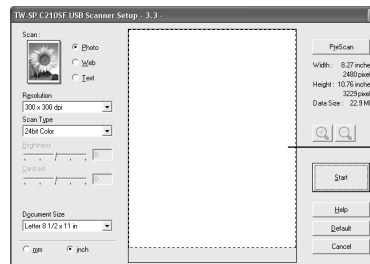 TW-SP C210SF USB Scanner Setup - 3.3 -
Scan :
Photo
Web
Text
Resolution
300 x 300 dpi
Scan Type
24bit Color
Brightness
0
Contrast
0
Document Size
Letter 8 1/2 x 11 in
mm inch
PreScan
Width : 8.27 inche
2480 pixel
Height : 10.76 inche
3229 pixel
Data Size : 22.9 M
Start
Help
Default
Cancel